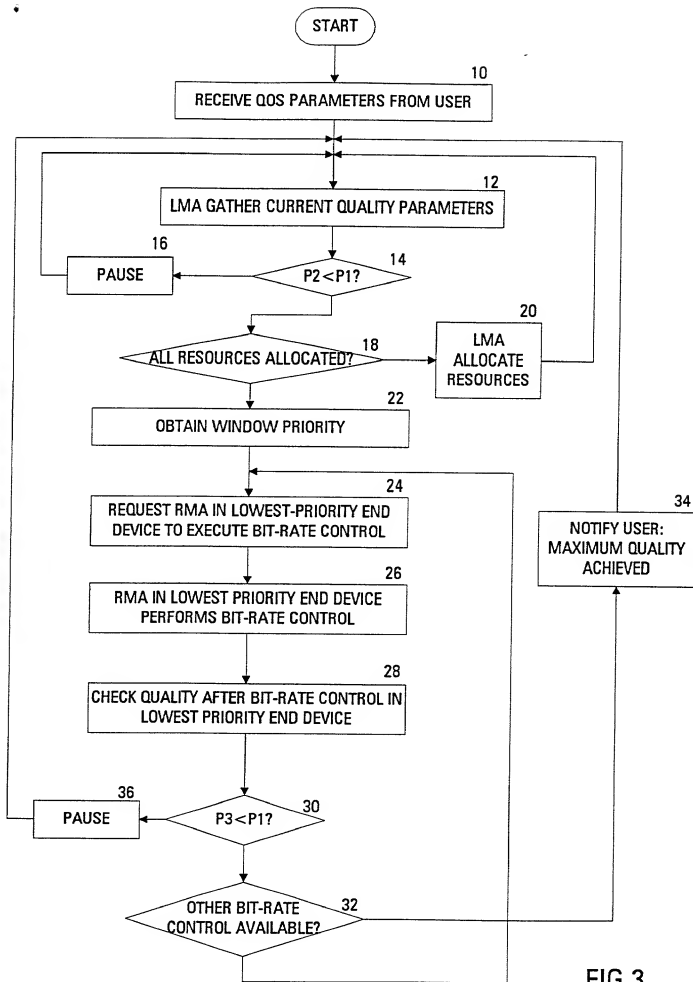 START
10
RECEIVE QOS PARAMETERS FROM USER
12
LMA GATHER CURRENT QUALITY PARAMETERS
16
PAUSE
14
P2<P1?
18
ALL RESOURCES ALLOCATED?
20
LMA
ALLOCATE
RESOURCES
22
OBTAIN WINDOW PRIORITY
24
REQUEST RMA IN LOWEST-PRIORITY END
DEVICE TO EXECUTE BIT-RATE CONTROL
34
NOTIFY USER:
MAXIMUM QUALITY
ACHIEVED
26
RMA IN LOWEST PRIORITY END DEVICE
PERFORMS BIT-RATE CONTROL
28
CHECK QUALITY AFTER BIT-RATE CONTROL IN
LOWEST PRIORITY END DEVICE
36
PAUSE
30
P3<P1?
32
OTHER BIT-RATE
CONTROL AVAILABLE?
FIG.3